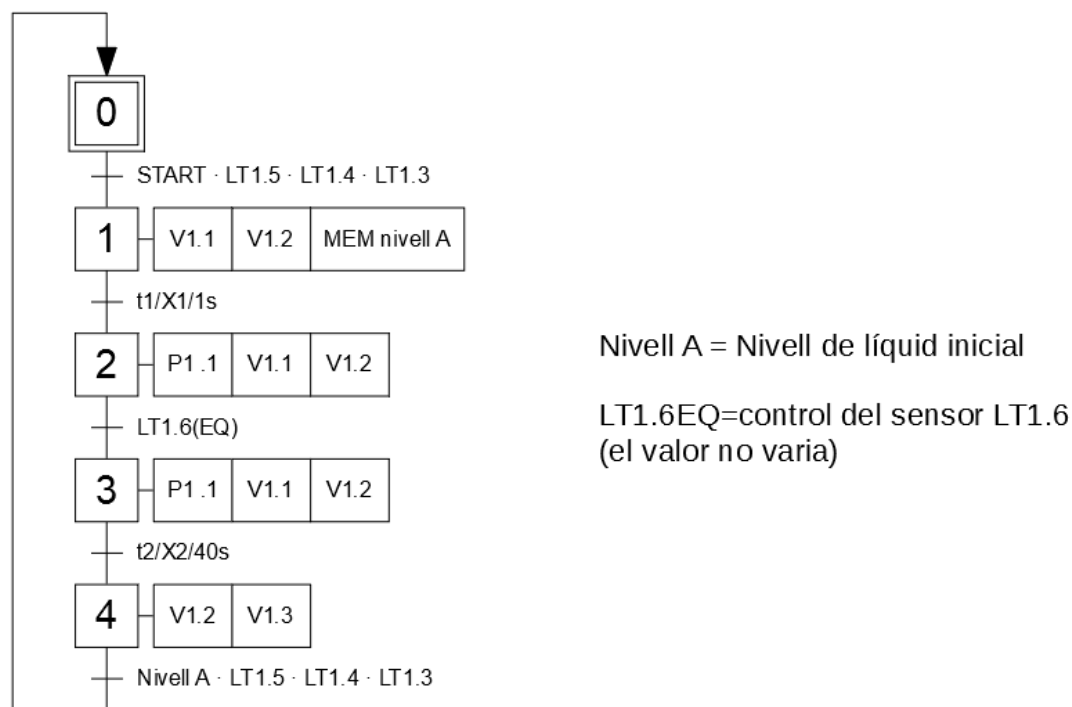 0
START · LT1.5 · LT1.4 · LT1.3
1 V1.1 V1.2 MEM nivell A
t1/X1/1s
2 P1 .1 V1.1 V1.2
LT1.6(EQ)
3 P1 .1 V1.1 V1.2
t2/X2/40s
4 V1.2 V1.3
Nivell A · LT1.5 · LT1.4 · LT1.3
Nivell A = Nivell de líquid inicial
LT1.6EQ=control del sensor LT1.6
(el valor no varia)